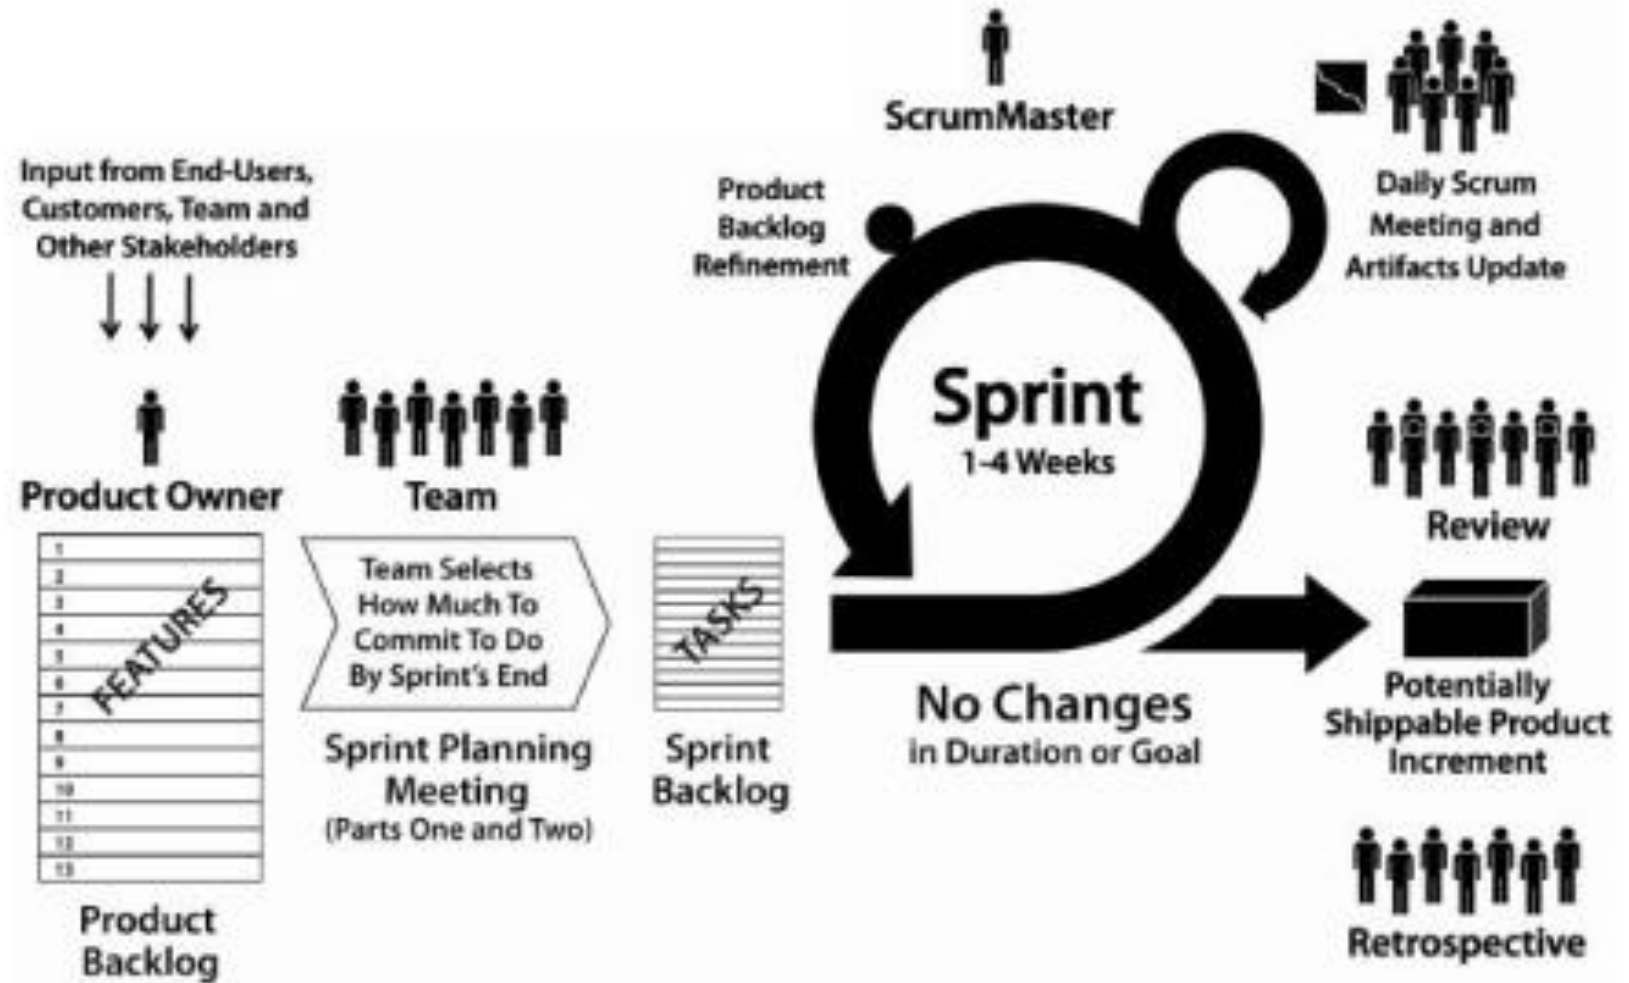 ScrumMaster
Input from End-Users,
Customers, Team and
Other Stakeholders
Product
Backlog
Refinement
Daily Scrum
Meeting and
Artifacts Update
Product Owner
Team
Sprint
1-4 Weeks
Review
1
2
3
4
5
6
7
8
9
10
11
12
13
FEATURES
Team Selects
How Much To
Commit To Do
By Sprint's End
TASKS
Product
Backlog
Sprint Planning
Meeting
(Parts One and Two)
Sprint
Backlog
No Changes
in Duration or Goal
Potentially
Shippable Product
Increment
Retrospective